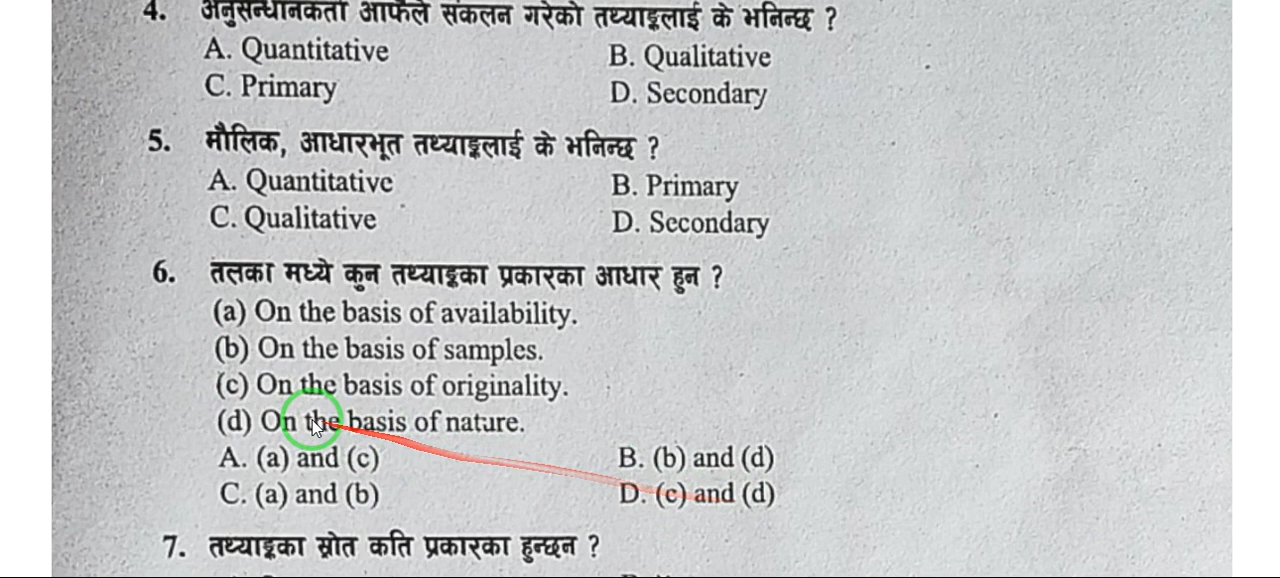 4. अनुसन्धानकर्ता आफैंले संकलन गरेको तथ्याङ्कलाई के भनिन्छ ?
A. Quantitative B. Qualitative
C. Primary D. Secondary
5. मौलिक, आधारभूत तथ्याङ्कलाई के भनिन्छ ?
A. Quantitative B. Primary
C. Qualitative D. Secondary
6. तलका मध्ये कुन तथ्याङ्कका प्रकारका आधार हुन ?
(a) On the basis of availability.
(b) On the basis of samples.
(c) On the basis of originality.
(d) On the basis of nature.
A. (a) and (c) B. (b) and (d)
C. (a) and (b) D. (c) and (d)
7. तथ्याङ्कका स्रोत कति प्रकारका हुन्छन ?